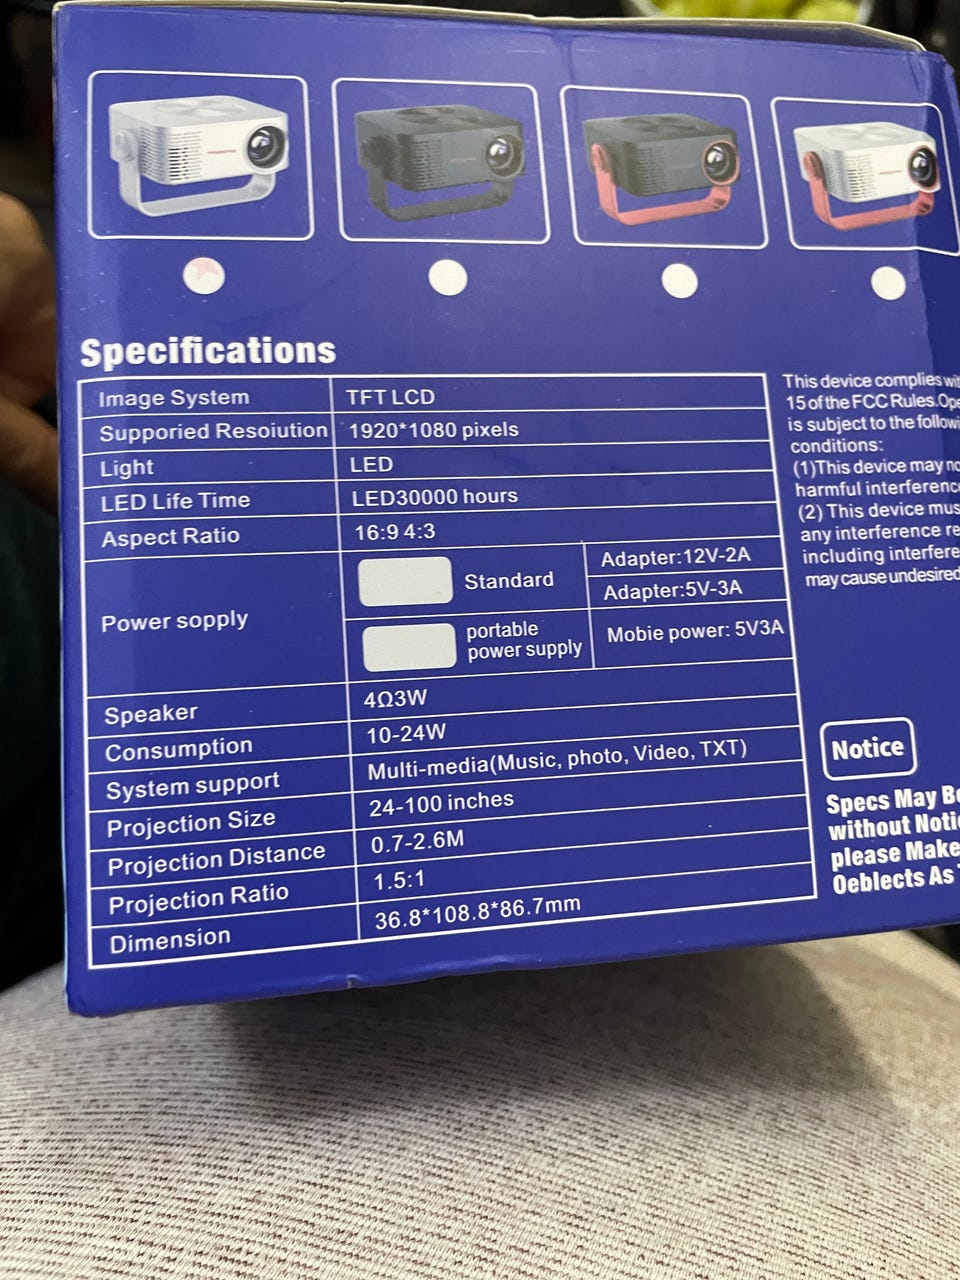 Specifications
Image System TFT LCD
Supporied Resoiution 1920*1080 pixels
Light LED
LED Life Time LED30000 hours
Aspect Ratio 16:9 4:3
Power sopply
Standard
Adapter:12V-2A
Adapter:5V-3A
portable
power supply
Mobie power: 5V3A
Speaker 4Ω3W
Consumption 10-24W
System support Multi-media(Music, photo, Video, TXT)
Projection Size 24-100 inches
Projection Distance 0.7-2.6M
Projection Ratio 1.5:1
Dimension 36.8*108.8*86.7mm
This device complies
15 of the FCC Rules.
is subject to the
conditions:
(1)This device may
harmful
(2) This device
any interference
including
may cause undesired
Notice
Specs May
without
please Make
Oeblects As